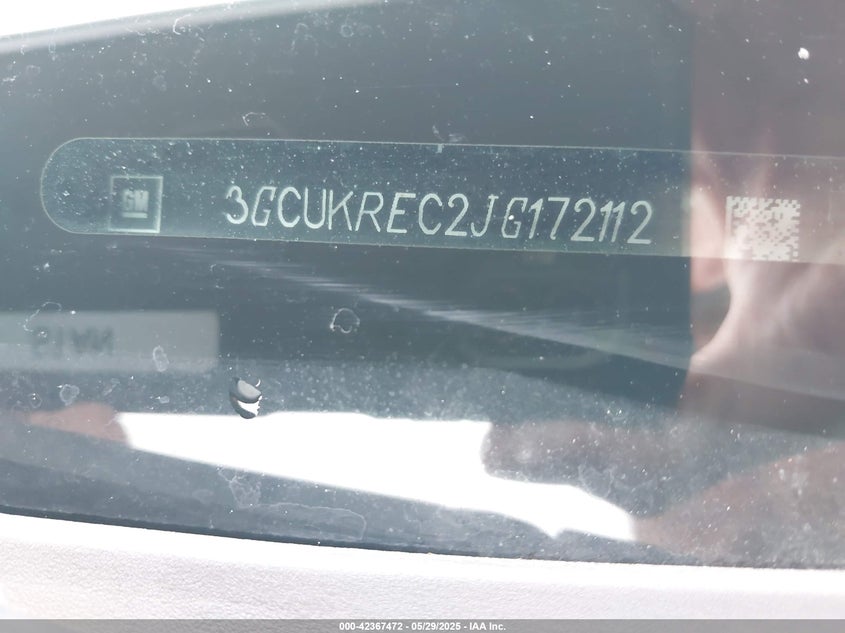 GM
3GCUKREC2JG172112
000-42367472 - 05/29/2025 - IAA Inc.